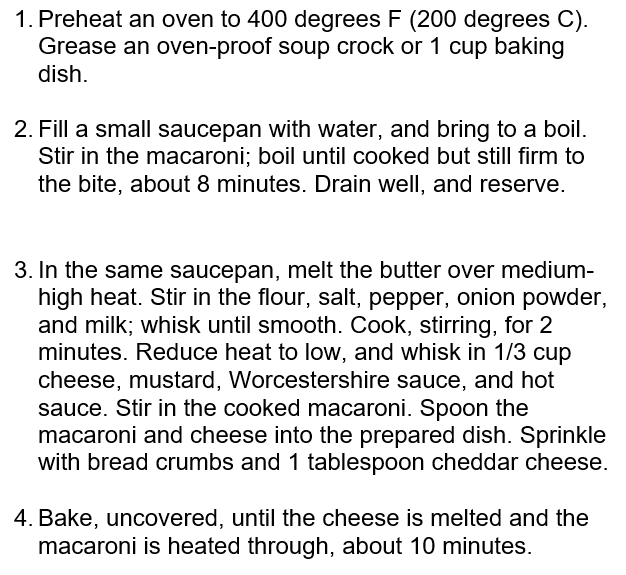 1. Preheat an oven to 400 degrees F (200 degrees C).
Grease an oven-proof soup crock or 1 cup baking
dish.
2. Fill a small saucepan with water, and bring to a boil.
Stir in the macaroni; boil until cooked but still firm to
the bite, about 8 minutes. Drain well, and reserve.
3. In the same saucepan, melt the butter over medium-
high heat. Stir in the flour, salt, pepper, onion powder,
and milk; whisk until smooth. Cook, stirring, for 2
minutes. Reduce heat to low, and whisk in 1/3 cup
cheese, mustard, Worcestershire sauce, and hot
sauce. Stir in the cooked macaroni. Spoon the
macaroni and cheese into the prepared dish. Sprinkle
with bread crumbs and 1 tablespoon cheddar cheese.
4. Bake, uncovered, until the cheese is melted and the
macaroni is heated through, about 10 minutes.